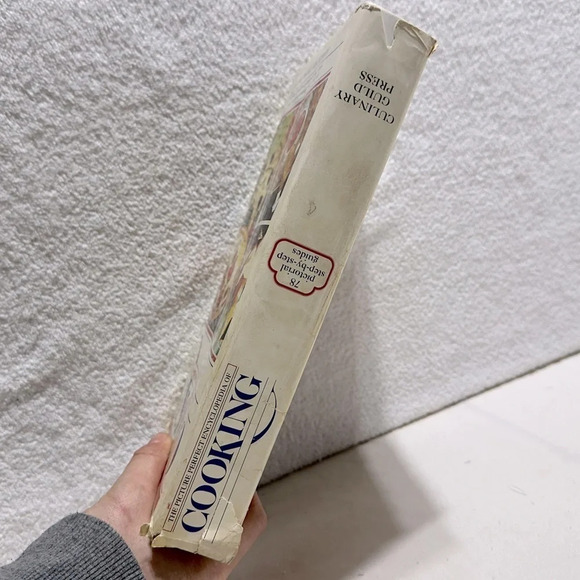 THE PICTURE PERFECT ENCYCLOPEDIA OF
COOKING
78
pictorial
step-by-step
guides
CULINARY
GUILD
PRESS